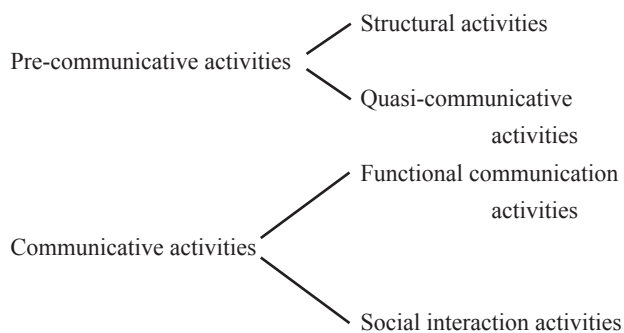 Structural activities
Pre-communicative activities
Quasi-communicative
activities
Functional communication
activities
Communicative activities
Social interaction activities